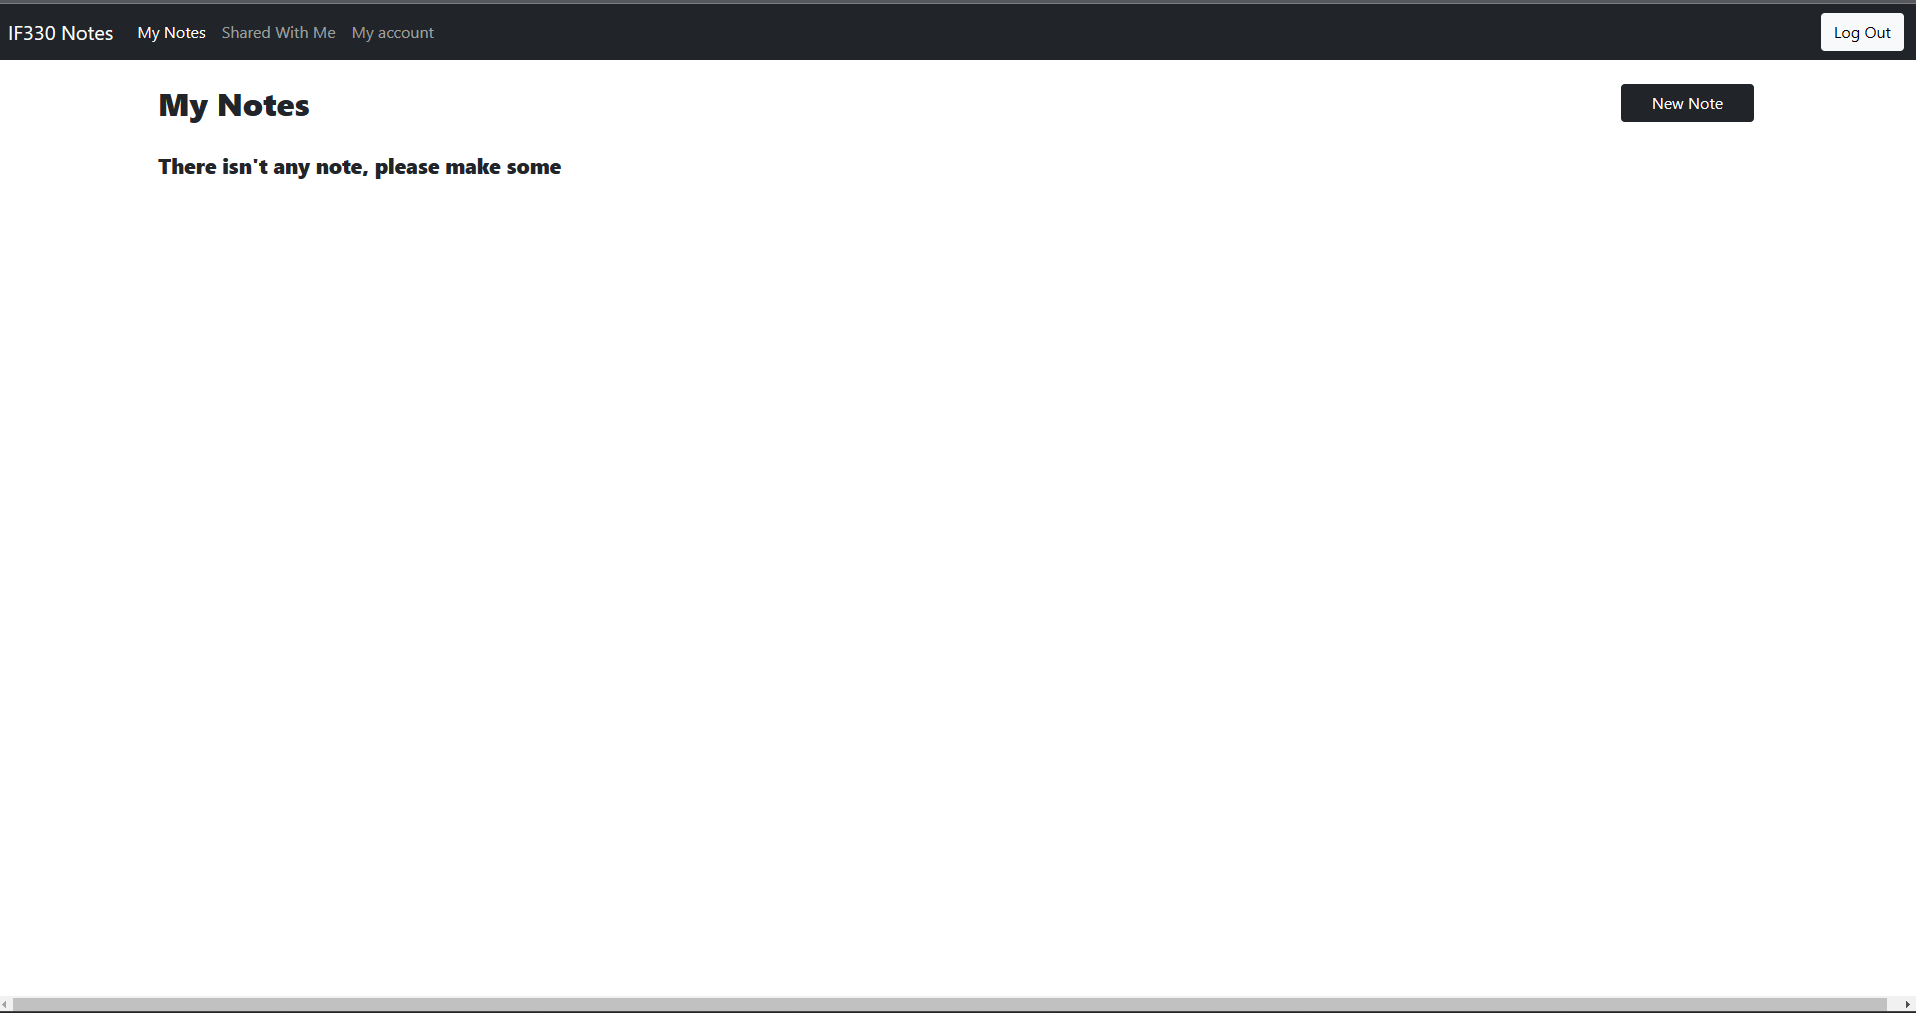 IF330 Notes My Notes Shared With Me My account Log Out
My Notes New Note
There isn't any note, please make some